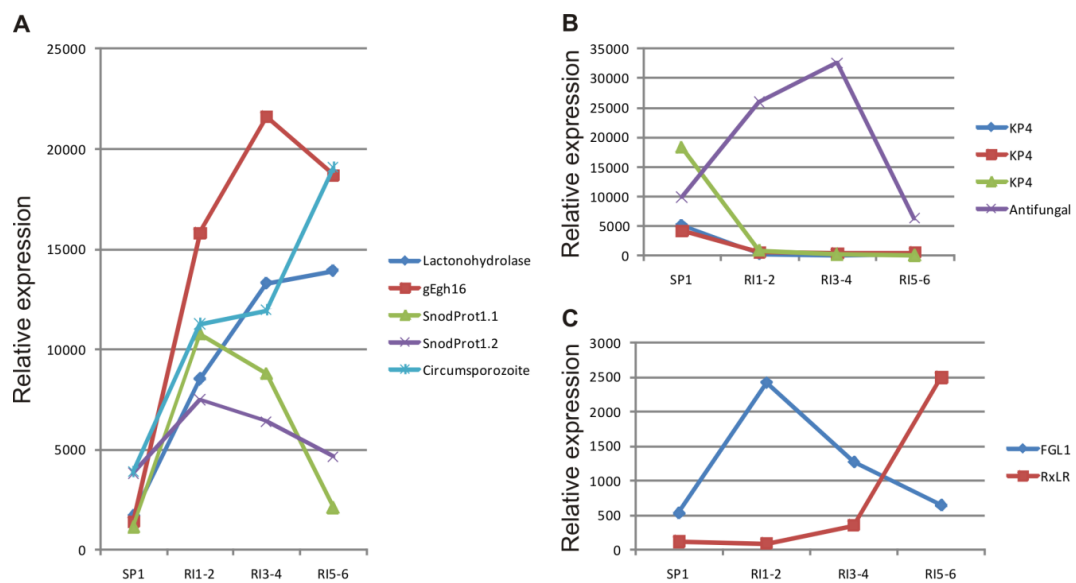 A
Relative expression
25000
20000
15000
10000
5000
0
SP1 RI1-2 RI3-4 RI5-6
Lactonohydrolase
gEgh16
SnodProt1.1
SnodProt1.2
Circumsporozoite
B
Relative expression
35000
30000
25000
20000
15000
10000
5000
0
SP1 RI1-2 RI3-4 RI5-6
KP4
KP4
KP4
Antifungal
C
Relative expression
3000
2500
2000
1500
1000
500
0
SP1 RI1-2 RI3-4 RI5-6
FGL1
RxLR